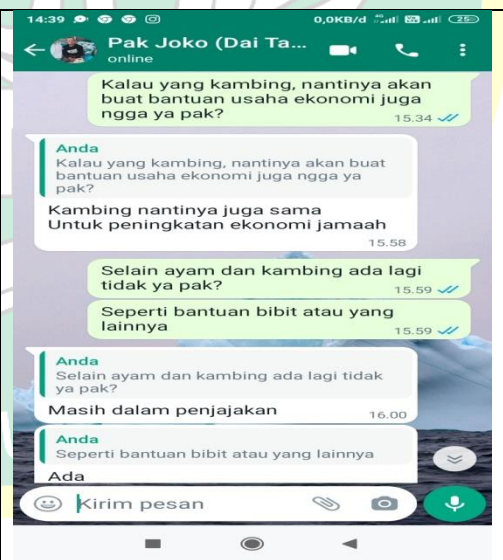 14:39 0,0KB/d 4G 25
Pak Joko (Dai Ta...
online
Kalau yang kambing, nantinya akan
buat bantuan usaha ekonomi juga
ngga ya pak?
15.34
Anda
Kalau yang kambing, nantinya akan buat
bantuan usaha ekonomi juga ngga ya
pak?
Kambing nantinya juga sama
Untuk peningkatan ekonomi jamaah
15.58
Selain ayam dan kambing ada lagi
tidak ya pak?
15.59
Seperti bantuan bibit atau yang
lainnya
15.59
Anda
Selain ayam dan kambing ada lagi tidak
ya pak?
Masih dalam penjajakan
16.00
Anda
Seperti bantuan bibit atau yang lainnya
Ada
Kirim pesan